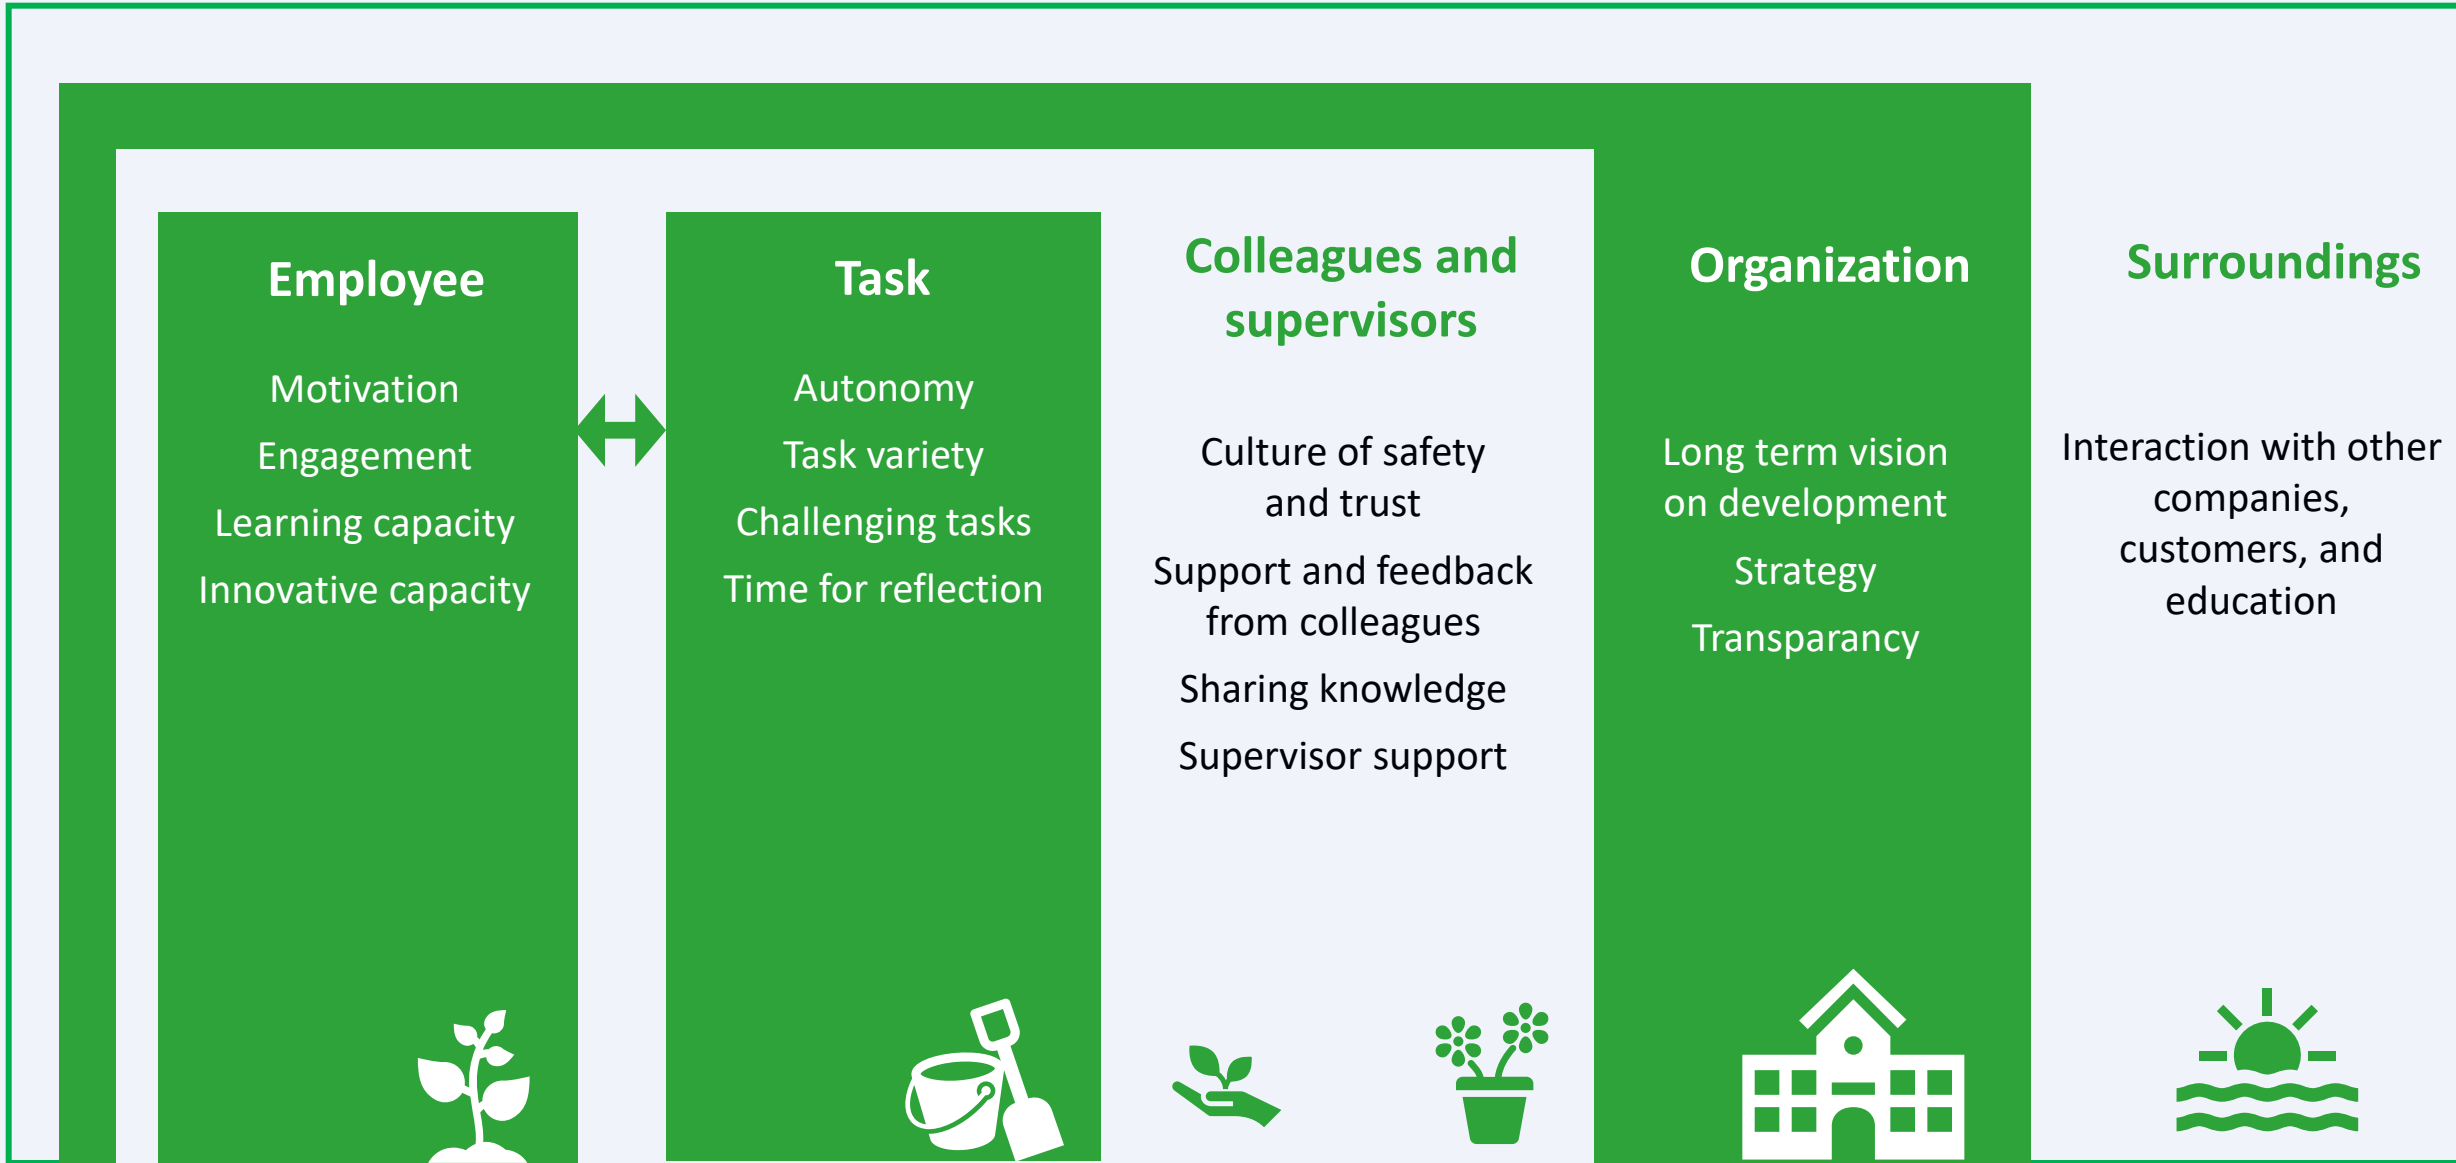 Employee
Motivation
Engagement
Learning capacity
Innovative capacity
Task
Autonomy
Task variety
Challenging tasks
Time for reflection
Colleagues and
supervisors
Culture of safety
and trust
Support and feedback
from colleagues
Sharing knowledge
Supervisor support
Organization
Long term vision
on development
Strategy
Transparancy
Surroundings
Interaction with other
companies,
customers, and
education